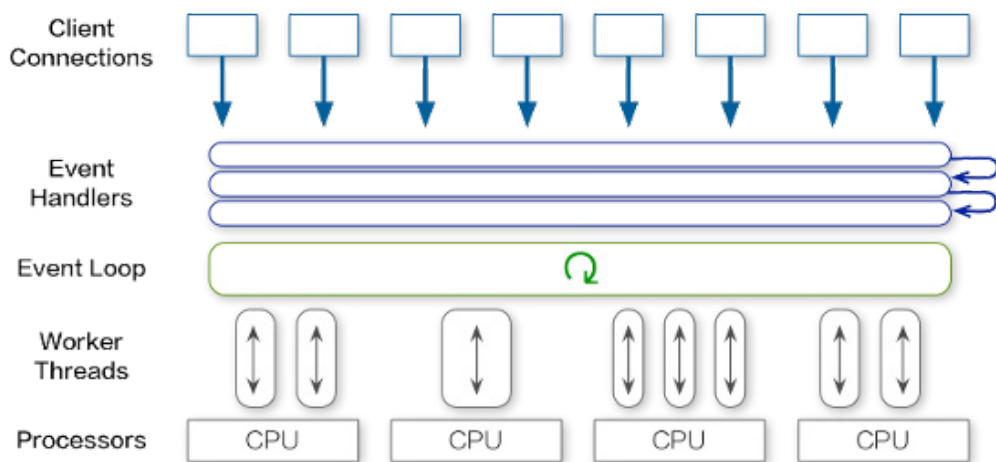 Client
Connections
Event
Handlers
Event Loop
Worker
Threads
Processors
CPU
CPU
CPU
CPU